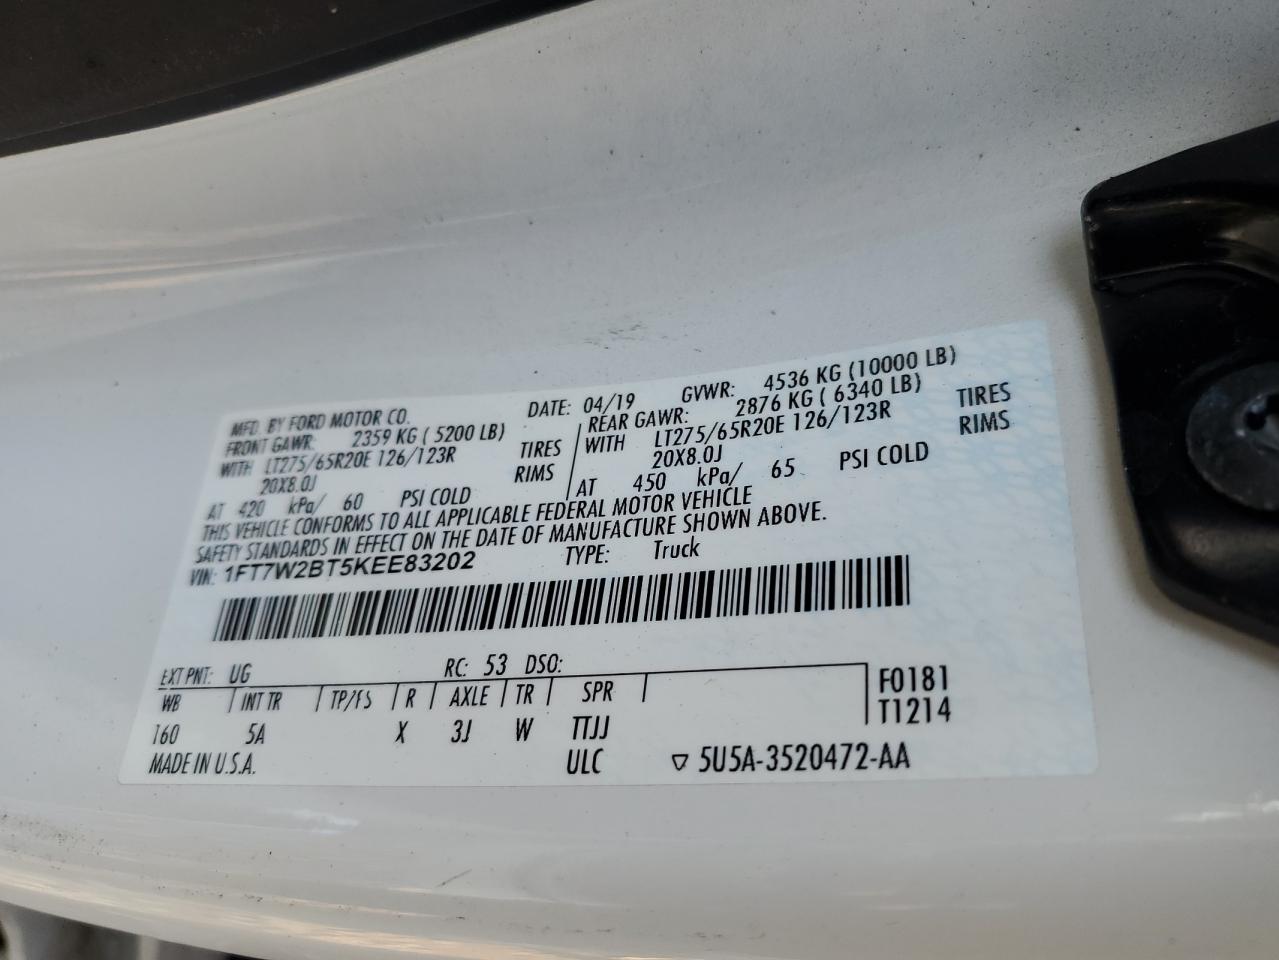 MFD. BY FORD MOTOR CO. DATE: 04/19 GVWR: 4536 KG (10000 LB)
FRONT GAWR: 2359 KG ( 5200 LB) REAR GAWR: 2876 KG ( 6340 LB)
WITH LT275/65R20E 126/123R TIRES WITH LT275/65R20E 126/123R TIRES
20X8.0J RIMS 20X8.0J RIMS
AT 420 kPa/ 60 PSI COLD AT 450 kPa/ 65 PSI COLD
THIS VEHICLE CONFORMS TO ALL APPLICABLE FEDERAL MOTOR VEHICLE
SAFETY STANDARDS IN EFFECT ON THE DATE OF MANUFACTURE SHOWN ABOVE.
VIN: 1FT7W2BT5KEE83202 TYPE: Truck
EXT PNT: UG RC: 53 DSO:
WB INT TR TP/PS R AXLE TR SPR F0181
160 5A X 3J W TTJJ T1214
MADE IN U.S.A. ULC ▽ 5U5A-3520472-AA